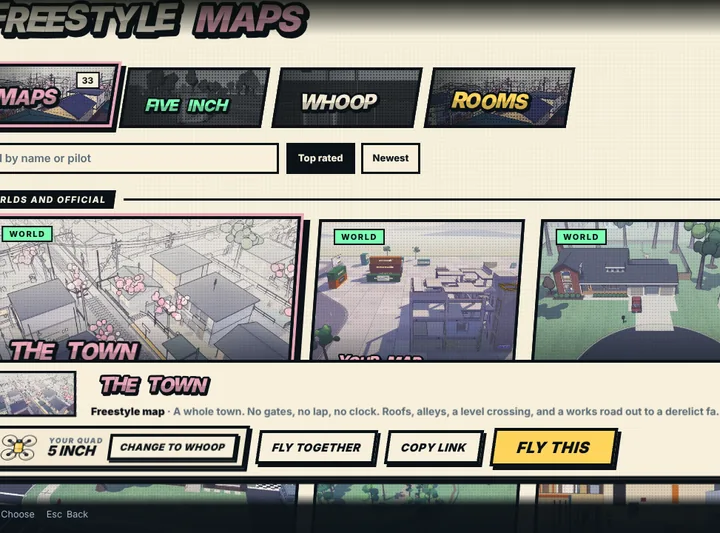 FREESTYLE MAPS
MAPS
33
FIVE INCH
WHOOP
ROOMS
by name or pilot
Top rated
Newest
RLDS AND OFFICIAL
WORLD
WORLD
WORLD
THE TOWN
YOUR MAP
THE TOWN
Freestyle map · A whole town. No gates, no lap, no clock. Roofs, alleys, a level crossing, and a works road out to a derelict fa.
YOUR QUAD
5 INCH
CHANGE TO WHOOP
FLY TOGETHER
COPY LINK
FLY THIS
Choose
Esc Back